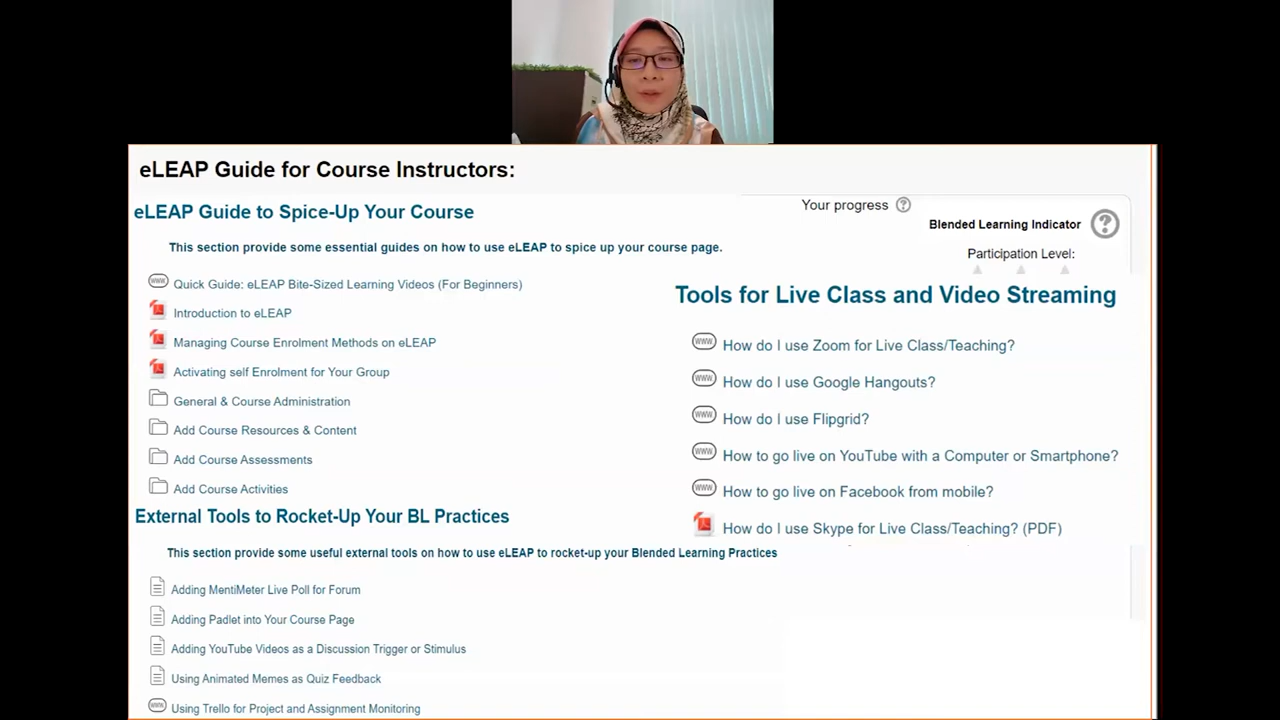 eLEAP Guide for Course Instructors:
eLEAP Guide to Spice-Up Your Course
This section provide some essential guides on how to use eLEAP to spice up your course page.
Quick Guide: eLEAP Bite-Sized Learning Videos (For Beginners)
Introduction to eLEAP
Managing Course Enrolment Methods on eLEAP
Activating self Enrolment for Your Group
General & Course Administration
Add Course Resources & Content
Add Course Assessments
Add Course Activities
External Tools to Rocket-Up Your BL Practices
This section provide some useful external tools on how to use eLEAP to rocket-up your Blended Learning Practices
Adding MentiMeter Live Poll for Forum
Adding Padlet into Your Course Page
Adding YouTube Videos as a Discussion Trigger or Stimulus
Using Animated Memes as Quiz Feedback
www Using Trello for Project and Assignment Monitoring
Your progress ?
Blended Learning Indicator ?
Participation Level:
Tools for Live Class and Video Streaming
www How do I use Zoom for Live Class/Teaching?
www How do I use Google Hangouts?
www How do I use Flipgrid?
www How to go live on YouTube with a Computer or Smartphone?
www How to go live on Facebook from mobile?
How do I use Skype for Live Class/Teaching? (PDF)